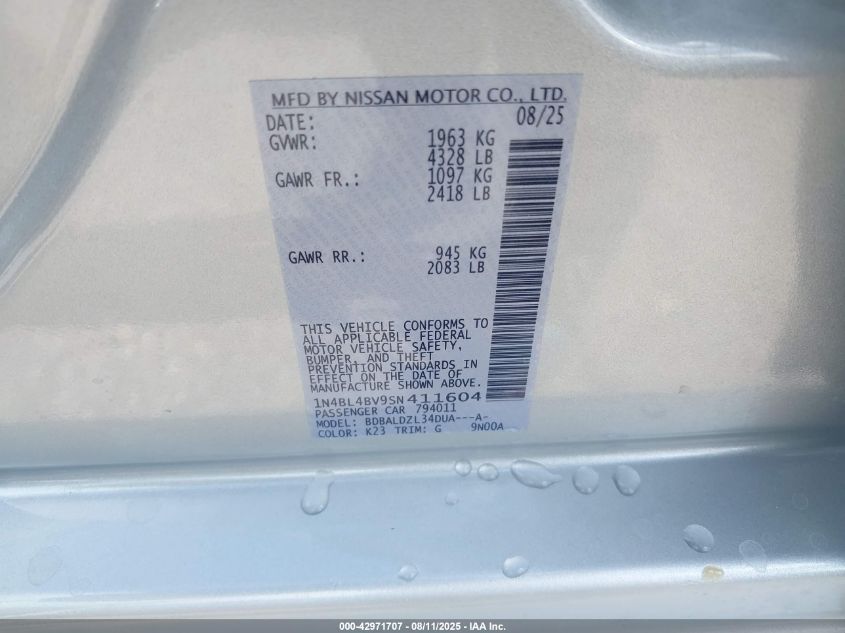 MFD BY NISSAN MOTOR CO., LTD.
DATE: 08/25
GVWR: 1963 KG
4328 LB
GAWR FR.: 1097 KG
2418 LB
GAWR RR.: 945 KG
2083 LB
THIS VEHICLE CONFORMS TO
ALL APPLICABLE FEDERAL
MOTOR VEHICLE SAFETY,
BUMPER, AND THEFT
PREVENTION STANDARDS IN
EFFECT ON THE DATE OF
MANUFACTURE SHOWN ABOVE.
1N4BL4BV9SN411604
PASSENGER CAR 794011
MODEL: BDBALDZL34DUA---A-
COLOR: K23 TRIM: G 9N00A
000-42971707 - 08/11/2025 - IAA Inc.